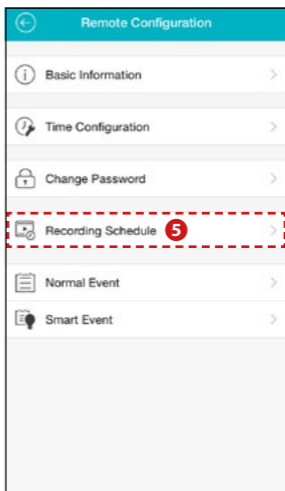 Remote Configuration
Basic Information
Time Configuration
Change Password
Recording Schedule 5
Normal Event
Smart Event